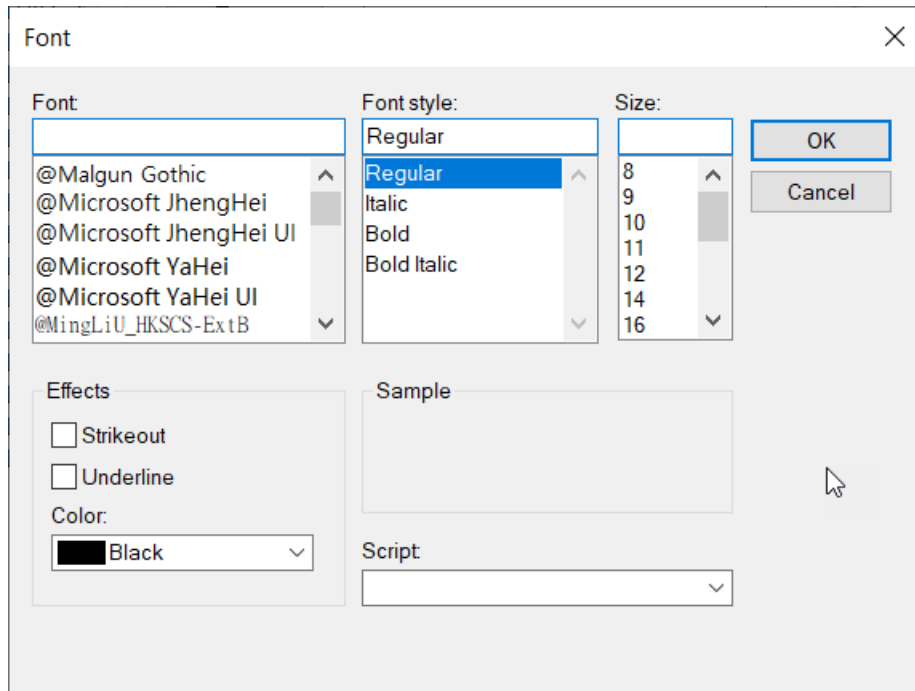 Font
Font:
Font style:
Size:
Regular
OK
Cancel
@Malgun Gothic
@Microsoft JhengHei
@Microsoft JhengHei UI
@Microsoft YaHei
@Microsoft YaHei UI
@MingLiU_HKSCS-ExtB
Regular
Italic
Bold
Bold Italic
8
9
10
11
12
14
16
Effects
Strikeout
Underline
Color:
Black
Sample
Script: